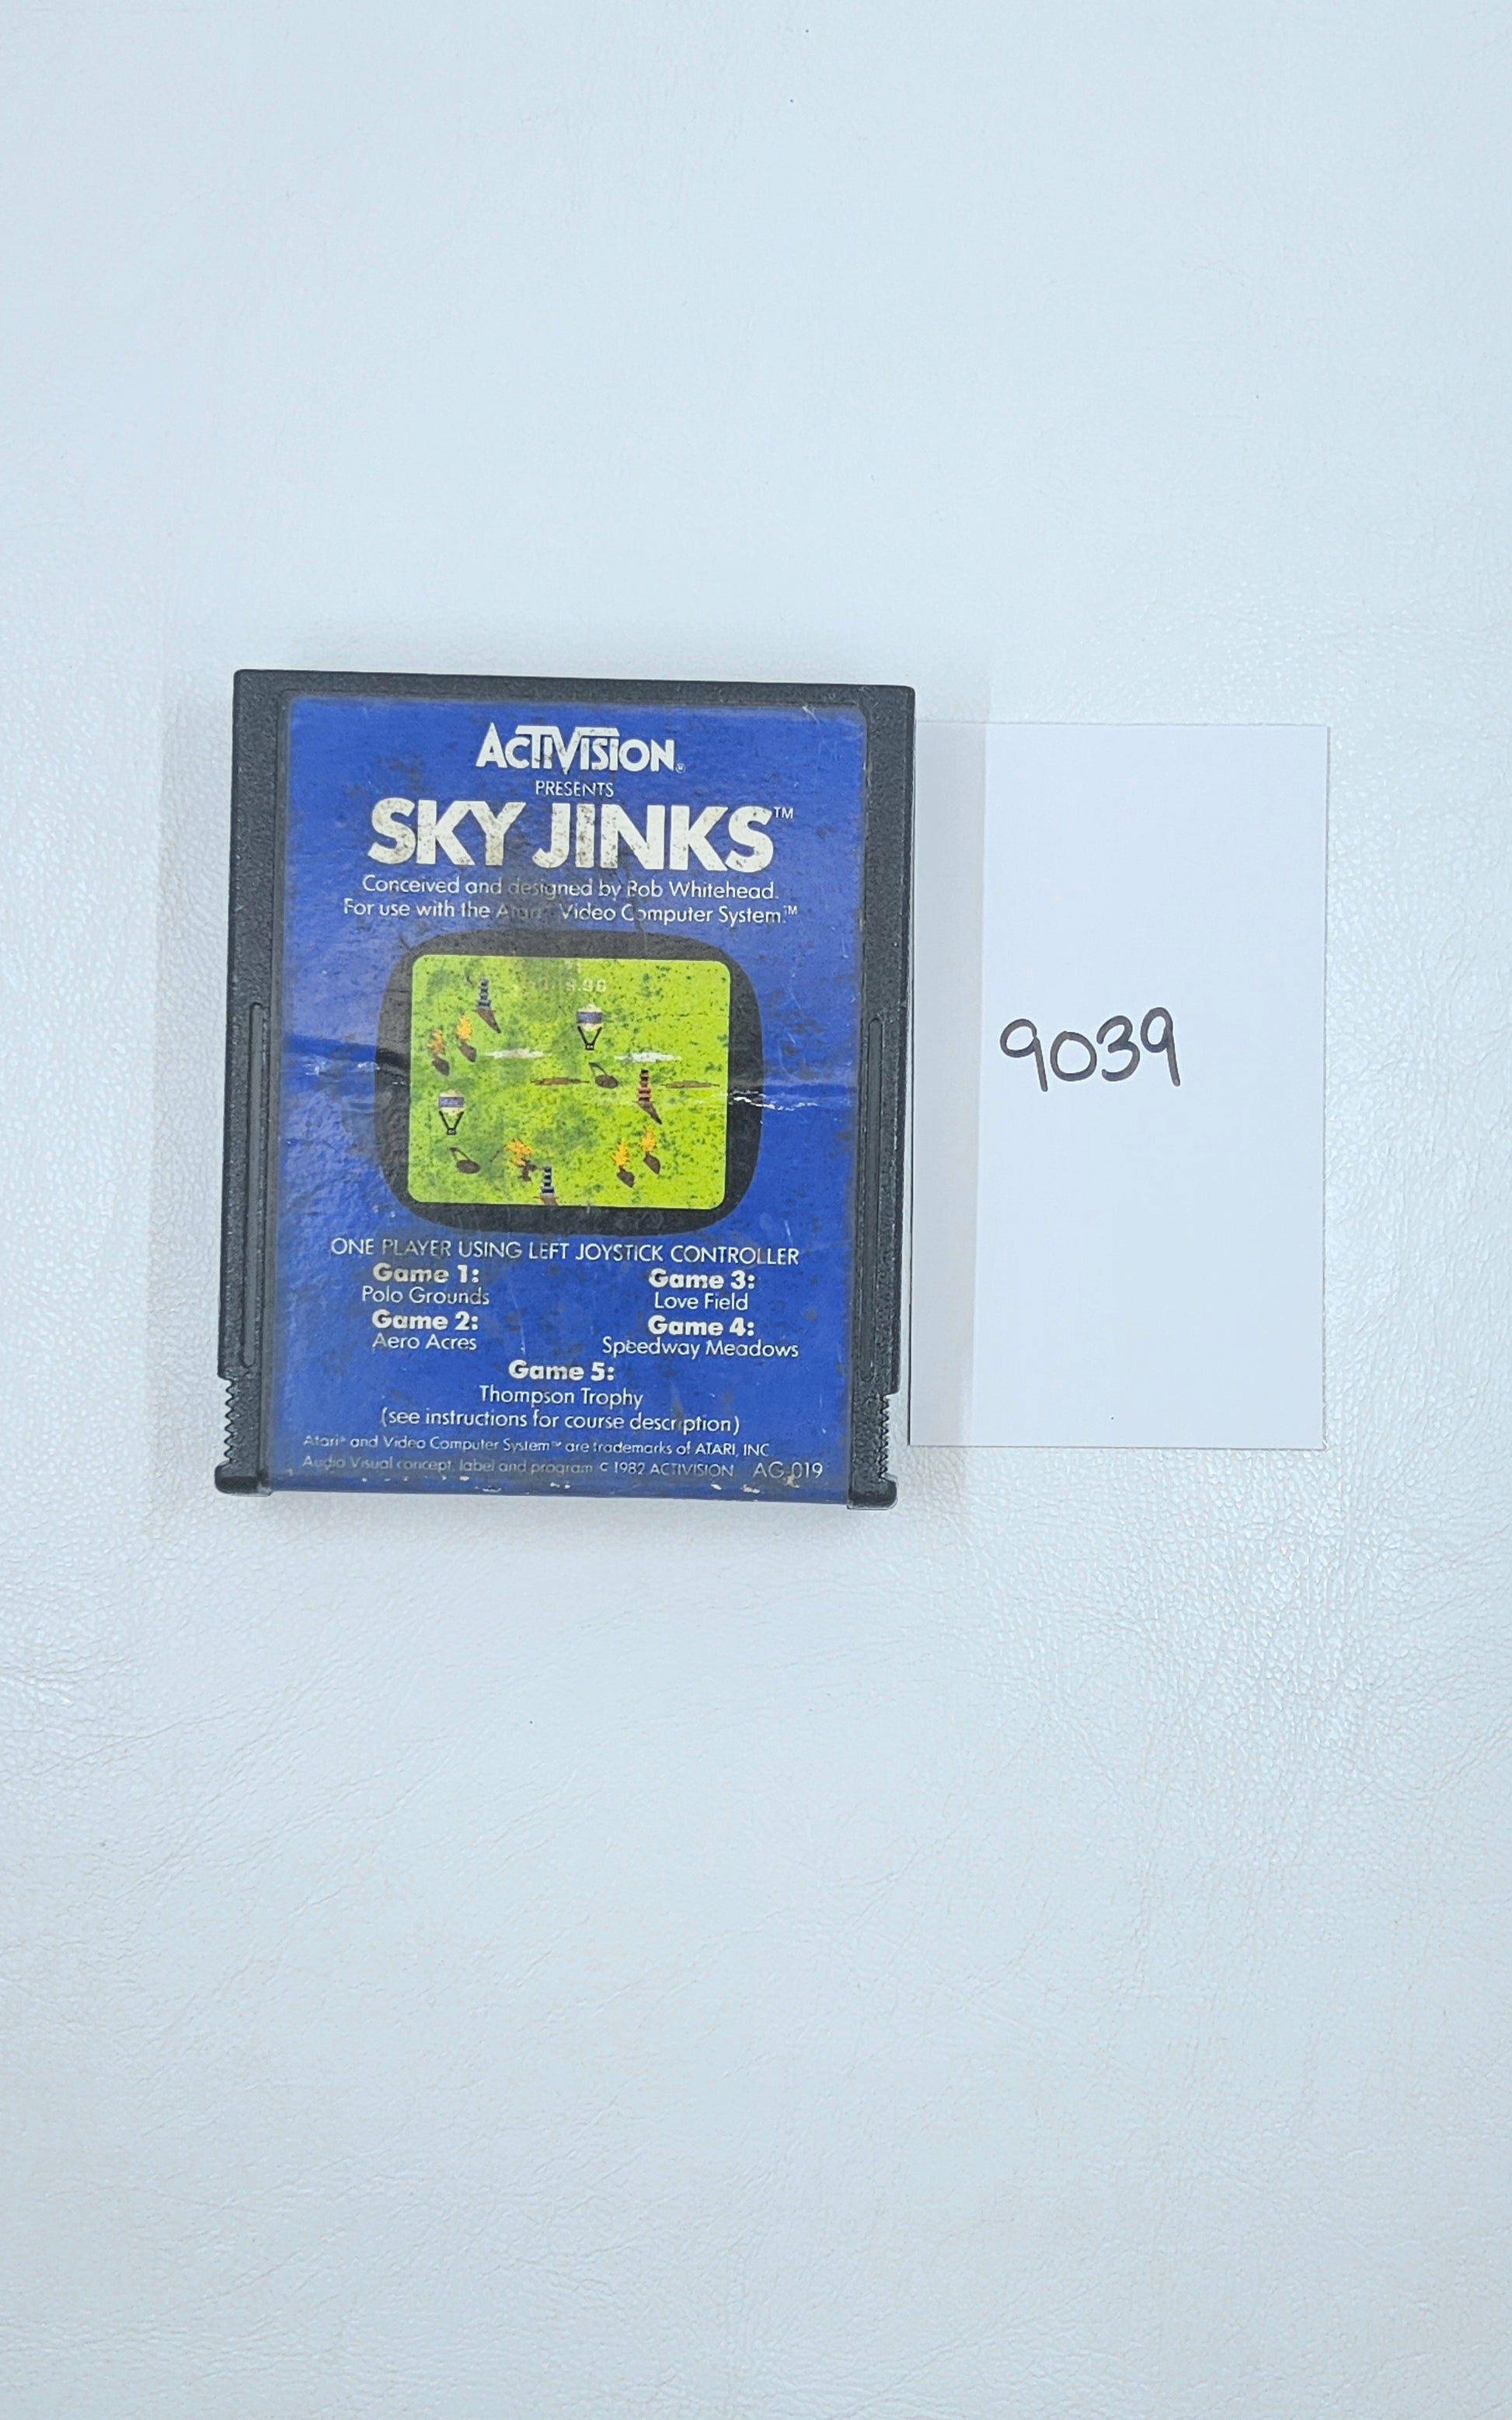 ACTIVISION®
PRESENTS
SKY JINKS™
Conceived and designed by Bob Whitehead.
For use with the Atari Video Computer System.™
ONE PLAYER USING LEFT JOYSTICK CONTROLLER
Game 1:
Polo Grounds
Game 2:
Aero Acres
Game 3:
Love Field
Game 4:
Speedway Meadows
Game 5:
Thompson Trophy
(see instructions for course description)
Atari® and Video Computer System™ are trademarks of ATARI, INC.
Audio Visual concept, label and program © 1982 ACTIVISION AG-019
9039